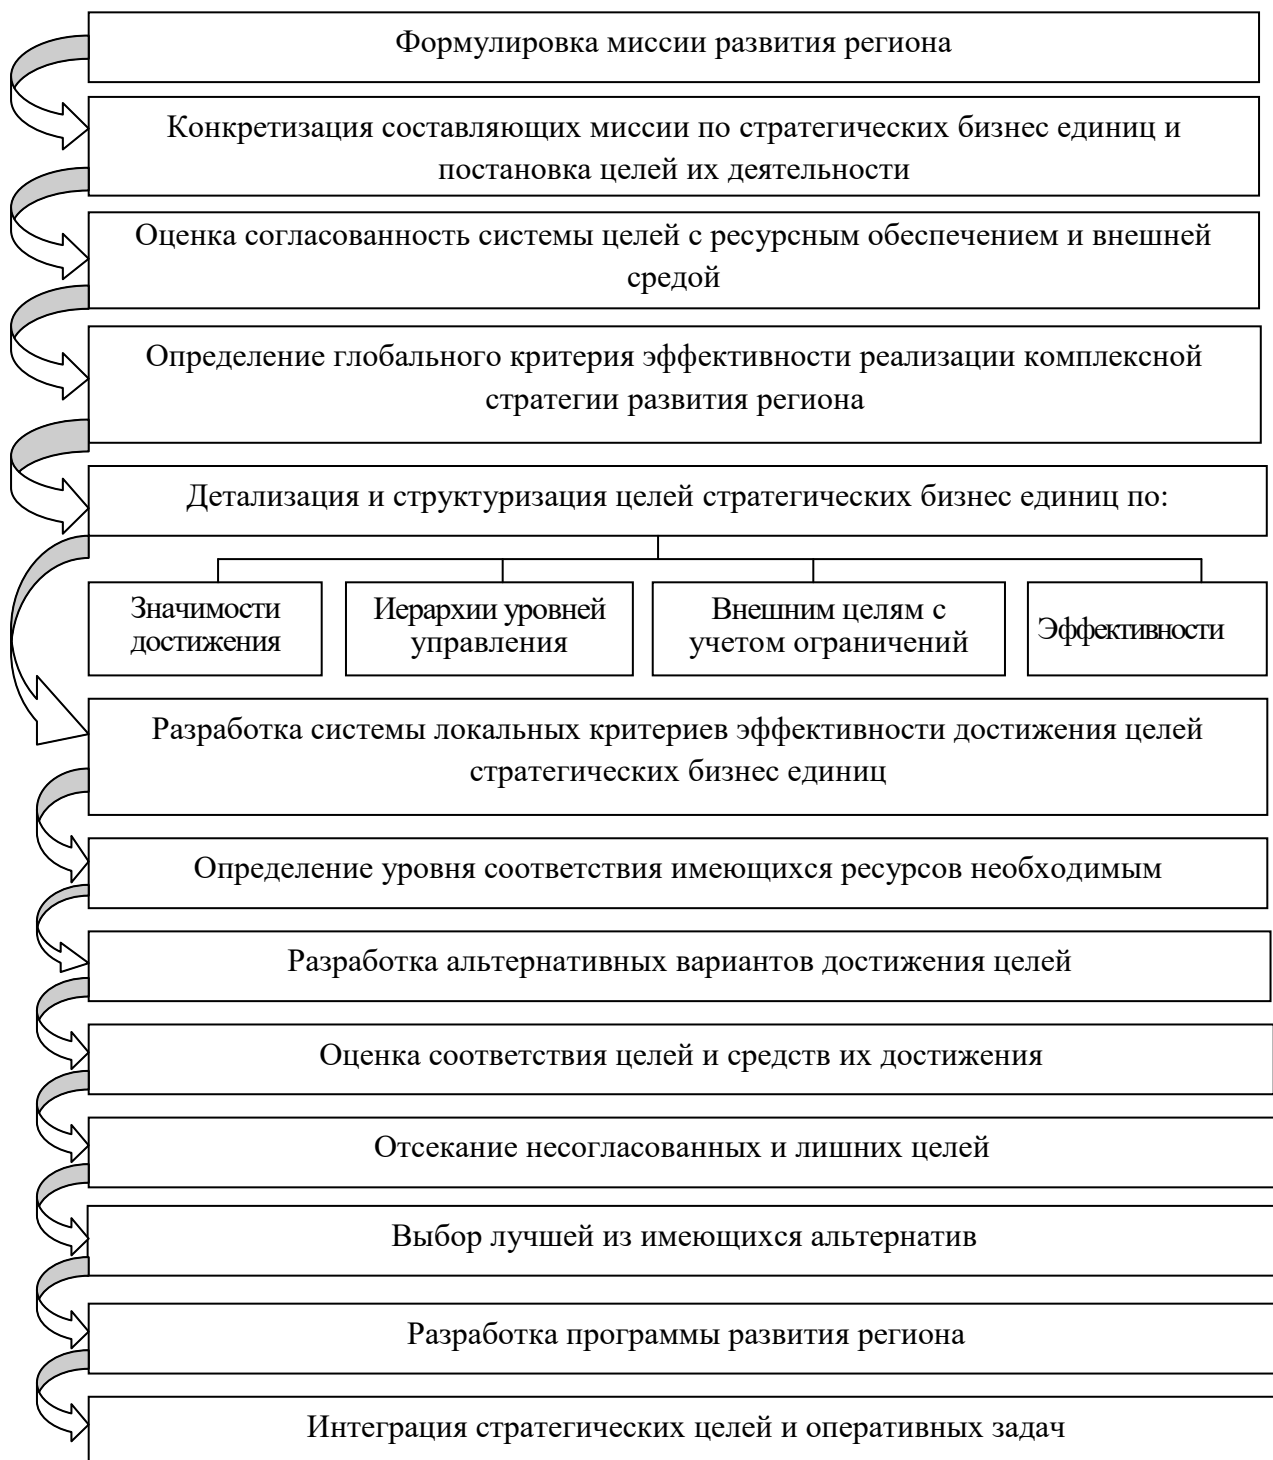 Формулировка миссии развития региона
Конкретизация составляющих миссии по стратегических бизнес единиц и
постановка целей их деятельности
Оценка согласованность системы целей с ресурсным обеспечением и внешней
средой
Определение глобального критерия эффективности реализации комплексной
стратегии развития региона
Детализация и структуризация целей стратегических бизнес единиц по:
Значимости
достижения
Иерархии уровней
управления
Внешним целям с
учетом ограничений
Эффективности
Разработка системы локальных критериев эффективности достижения целей
стратегических бизнес единиц
Определение уровня соответствия имеющихся ресурсов необходимым
Разработка альтернативных вариантов достижения целей
Оценка соответствия целей и средств их достижения
Отсекание несогласованных и лишних целей
Выбор лучшей из имеющихся альтернатив
Разработка программы развития региона
Интеграция стратегических целей и оперативных задач